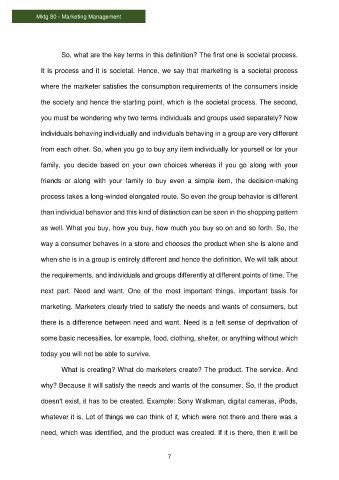 Mktg 80 - Marketing Management
So, what are the key terms in this definition? The first one is societal process.
It is process and it is societal. Hence, we say that marketing is a societal process
where the marketer satisfies the consumption requirements of the consumers inside
the society and hence the starting point, which is the societal process. The second,
you must be wondering why two terms individuals and groups used separately? Now
individuals behaving individually and individuals behaving in a group are very different
from each other. So, when you go to buy any item individually for yourself or for your
family, you decide based on your own choices whereas if you go along with your
friends or along with your family to buy even a simple item, the decision-making
process takes a long-winded elongated route. So even the group behavior is different
than individual behavior and this kind of distinction can be seen in the shopping pattern
as well. What you buy, how you buy, how much you buy so on and so forth. So, the
way a consumer behaves in a store and chooses the product when she is alone and
when she is in a group is entirely different and hence the definition. We will talk about
the requirements, and individuals and groups differently at different points of time. The
next part. Need and want. One of the most important things, important basis for
marketing. Marketers clearly tried to satisfy the needs and wants of consumers, but
there is a difference between need and want. Need is a felt sense of deprivation of
some basic necessities, for example, food, clothing, shelter, or anything without which
today you will not be able to survive.
What is creating? What do marketers create? The product. The service. And
why? Because it will satisfy the needs and wants of the consumer. So, if the product
doesn't exist, it has to be created. Example: Sony Walkman, digital cameras, iPods,
whatever it is. Lot of things we can think of it, which were not there and there was a
need, which was identified, and the product was created. If it is there, then it will be
7